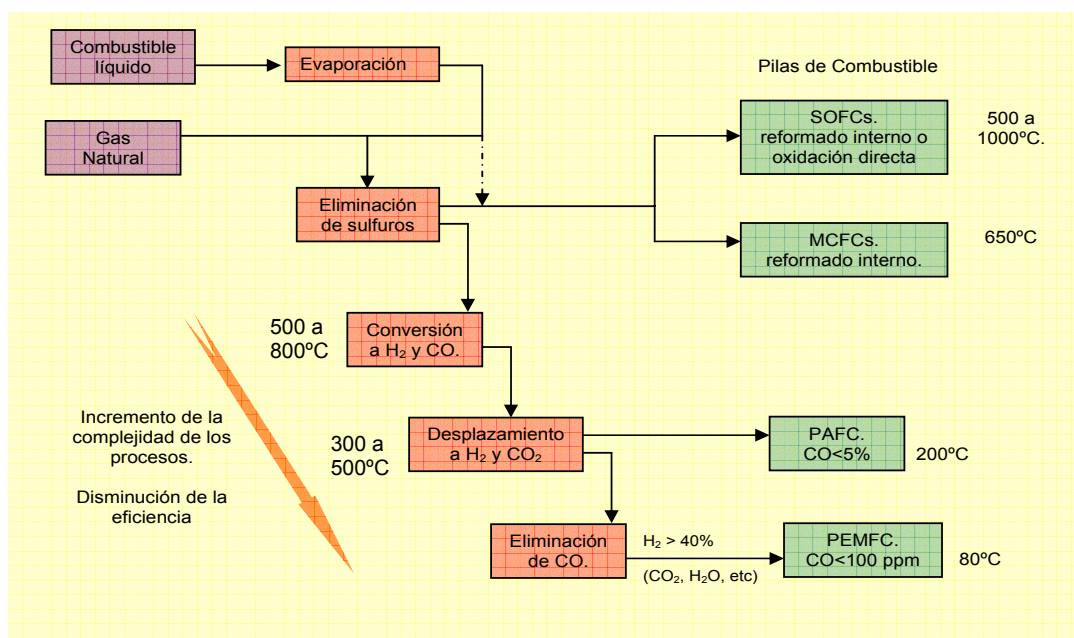 Combustible
líquido
Evaporación
Pilas de Combustible
Gas
Natural
SOFCs.
reformado interno o
oxidación directa
500 a
1000ºC.
Eliminación
de sulfuros
MCFCs.
reformado interno.
650ºC
500 a
800ºC
Conversión
a H₂ y CO.
Incremento de la
complejidad de los
procesos.
Disminución de la
eficiencia
300 a
500ºC
Desplazamiento
a H₂ y CO₂
PAFC.
CO<5%
200ºC
Eliminación
de CO.
H₂ > 40%
(CO₂, H₂O, etc)
PEMFC.
CO<100 ppm
80ºC